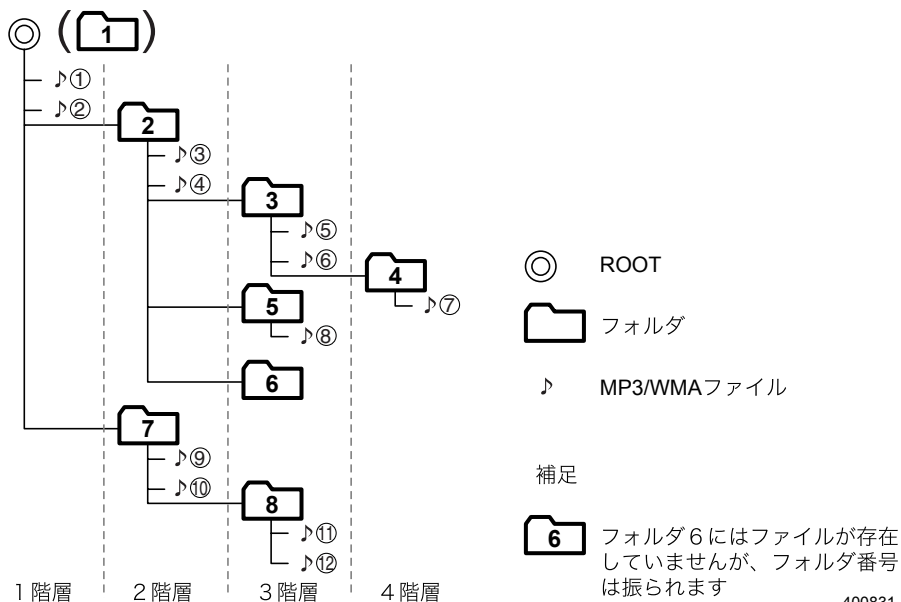 (1)
♪①
♪②
2
♪③
♪④
3
♪⑤
♪⑥
4
♪⑦
5
♪⑧
6
7
♪⑨
♪⑩
8
♪⑪
♪⑫
1階層 2階層 3階層 4階層
ROOT
フォルダ
♪ MP3/WMAファイル
補足
6 フォルダ6にはファイルが存在
していませんが、フォルダ番号
は振られます
400831